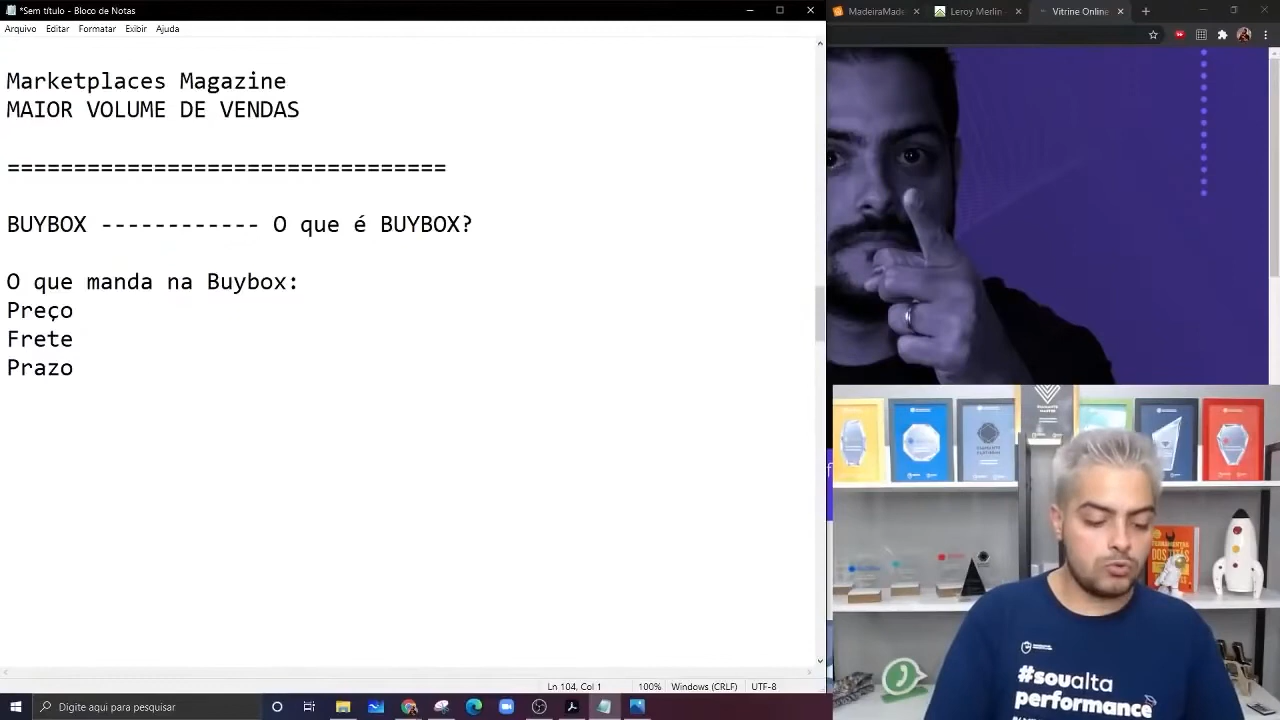 *Sem título - Bloco de Notas
Arquivo Editar Formatar Exibir Ajuda
MadeiraMade
Leroy Merlin -
Vitrine Online
Marketplaces Magazine
MAIOR VOLUME DE VENDAS
=================================
BUYBOX ------------ O que é BUYBOX?
O que manda na Buybox:
Preço
Frete
Prazo
#soualta
performance
Ln 104, Col 1
100%
Windows (CRLF)
UTF-8
Digite aqui para pesquisar